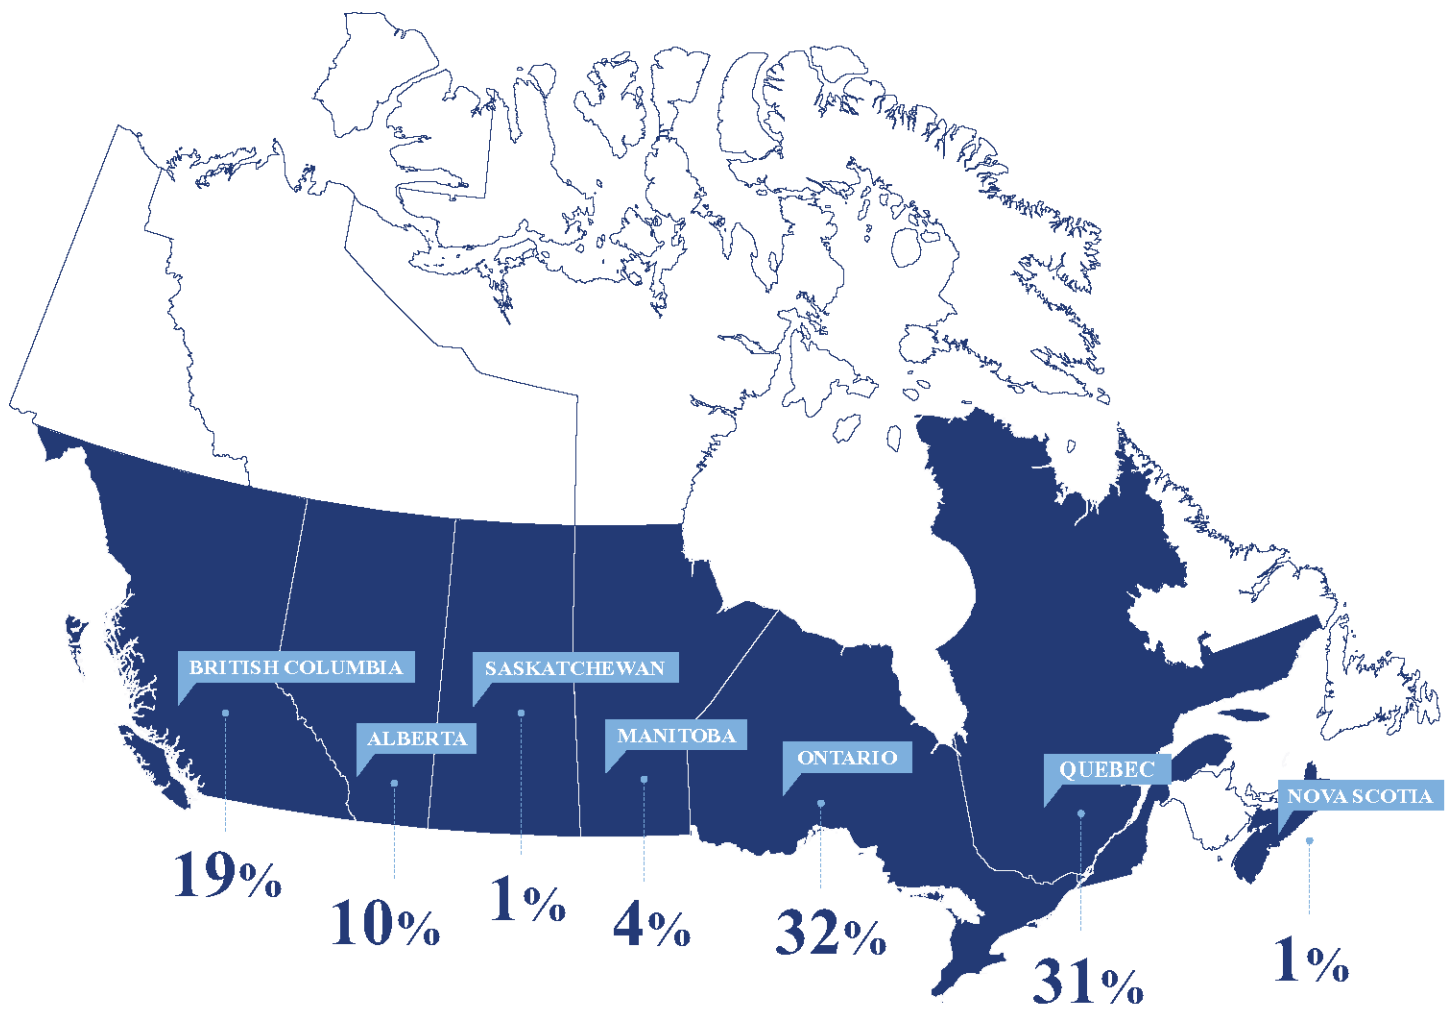 BRITISH COLUMBIA
19%
ALBERTA
10%
SASKATCHEWAN
1%
MANITOBA
4%
ONTARIO
32%
QUEBEC
31%
NOVA SCOTIA
1%